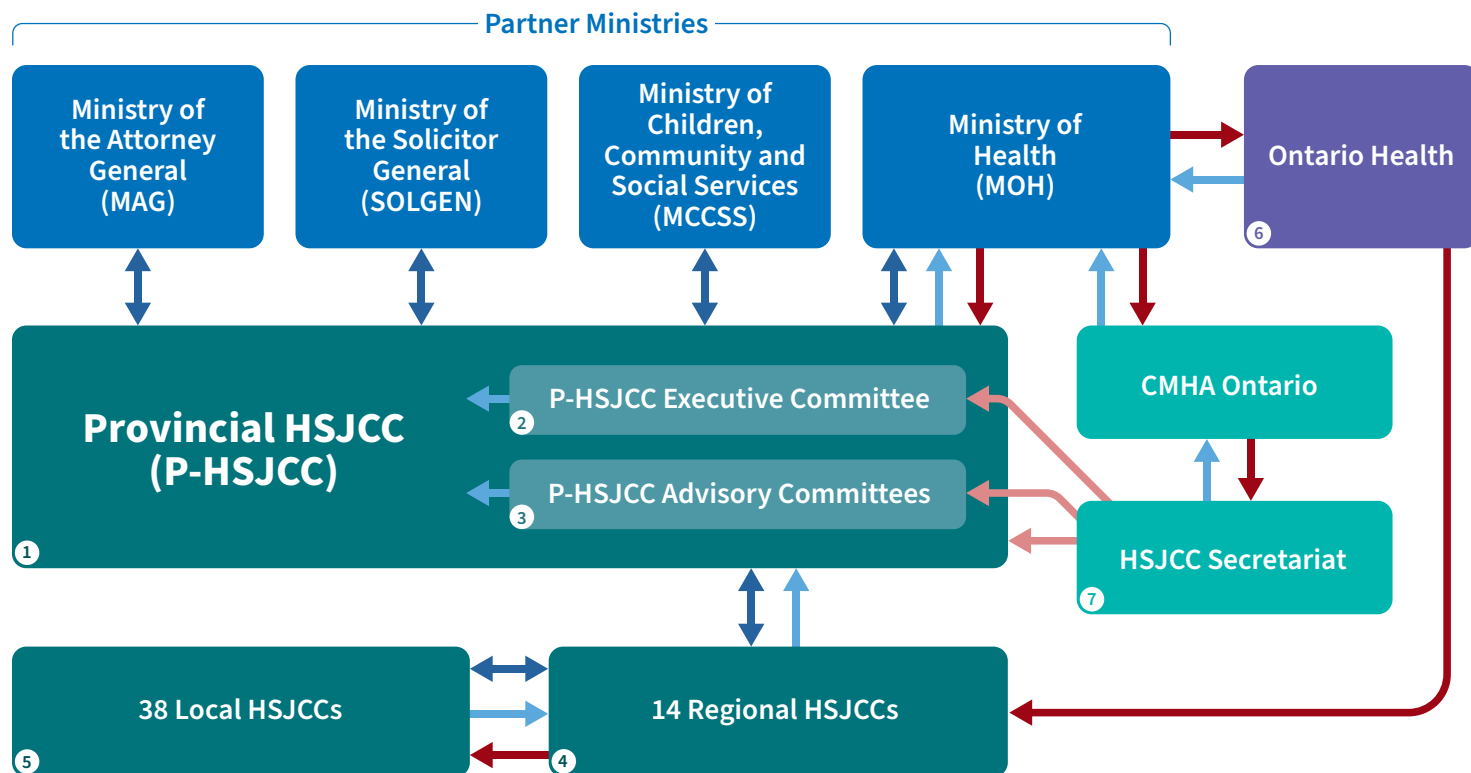 Partner Ministries
Ministry of
the Attorney
General
(MAG)
Ministry of
the Solicitor
General
(SOLGEN)
Ministry of
Children,
Community and
Social Services
(MCCSS)
Ministry of
Health
(MOH)
Ontario Health
6
Provincial HSJCC
(P-HSJCC)
1
P-HSJCC Executive Committee
2
P-HSJCC Advisory Committees
3
CMHA Ontario
HSJCC Secretariat
7
38 Local HSJCCs
5
14 Regional HSJCCs
4